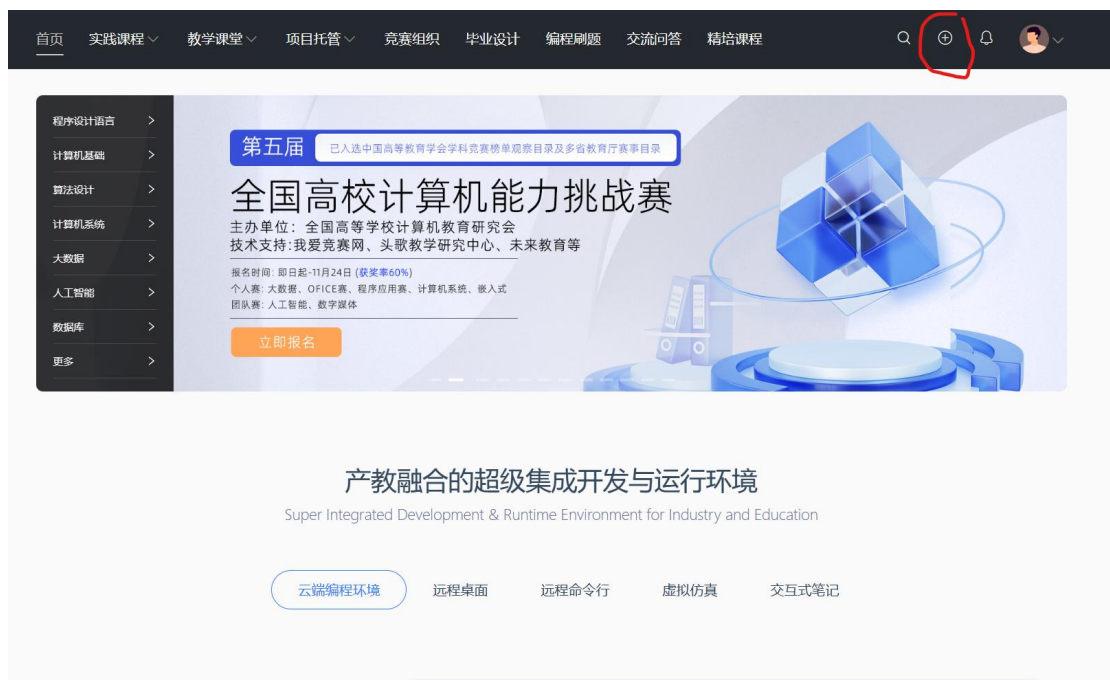 首页 实践课程 教学课堂 项目托管 竞赛组织 毕业设计 编程刷题 交流问答 精培课程
程序设计语言
计算机基础
算法设计
计算机系统
大数据
人工智能
数据库
更多
第五届 已入选中国高等教育学会学科竞赛榜单观察目录及多省教育厅赛事目录
全国高校计算机能力挑战赛
主办单位：全国高等学校计算机教育研究会
技术支持:我爱竞赛网、头歌教学研究中心、未来教育等
报名时间: 即日起-11月24日 (获奖率60%)
个人赛: 大数据、OFICE赛、程序应用赛、计算机系统、嵌入式
团队赛: 人工智能、数字媒体
立即报名
产教融合的超级集成开发与运行环境
Super Integrated Development & Runtime Environment for Industry and Education
云端编程环境 远程桌面 远程命令行 虚拟仿真 交互式笔记